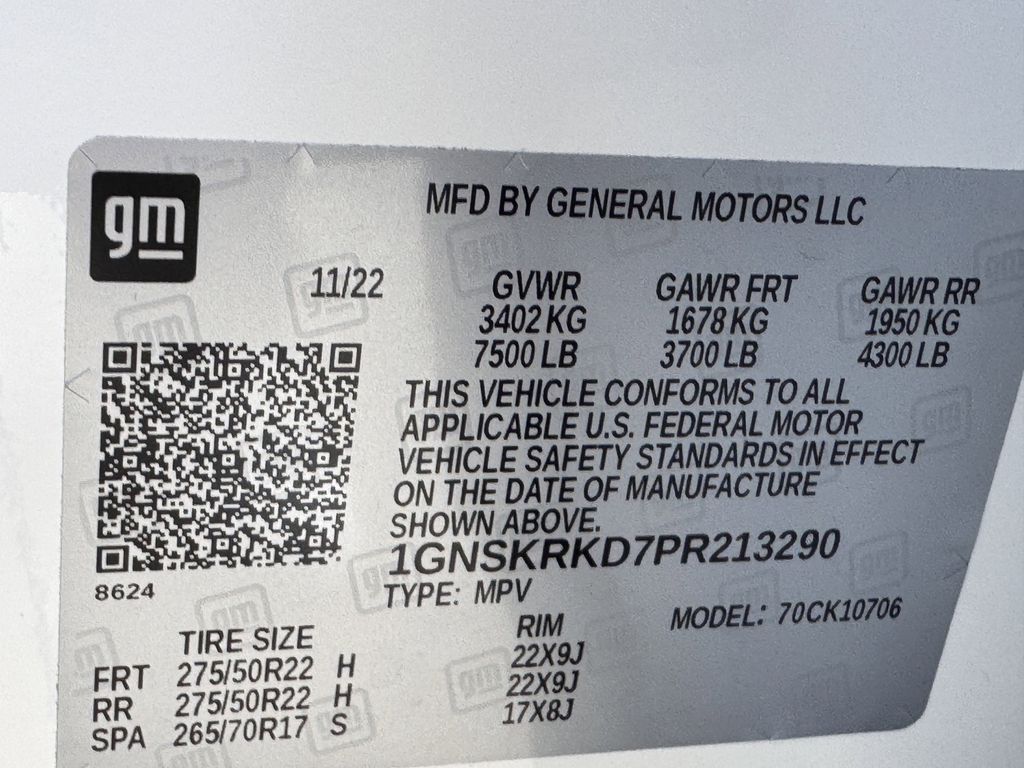 gm
MFD BY GENERAL MOTORS LLC
11/22
GVWR GAWR FRT GAWR RR
3402 KG 1678 KG 1950 KG
7500 LB 3700 LB 4300 LB
THIS VEHICLE CONFORMS TO ALL
APPLICABLE U.S. FEDERAL MOTOR
VEHICLE SAFETY STANDARDS IN EFFECT
ON THE DATE OF MANUFACTURE
SHOWN ABOVE.
1GNSKRKD7PR213290
8624
TYPE: MPV
MODEL: 70CK10706
TIRE SIZE RIM
FRT 275/50R22 H 22X9J
RR 275/50R22 H 22X9J
SPA 265/70R17 S 17X8J